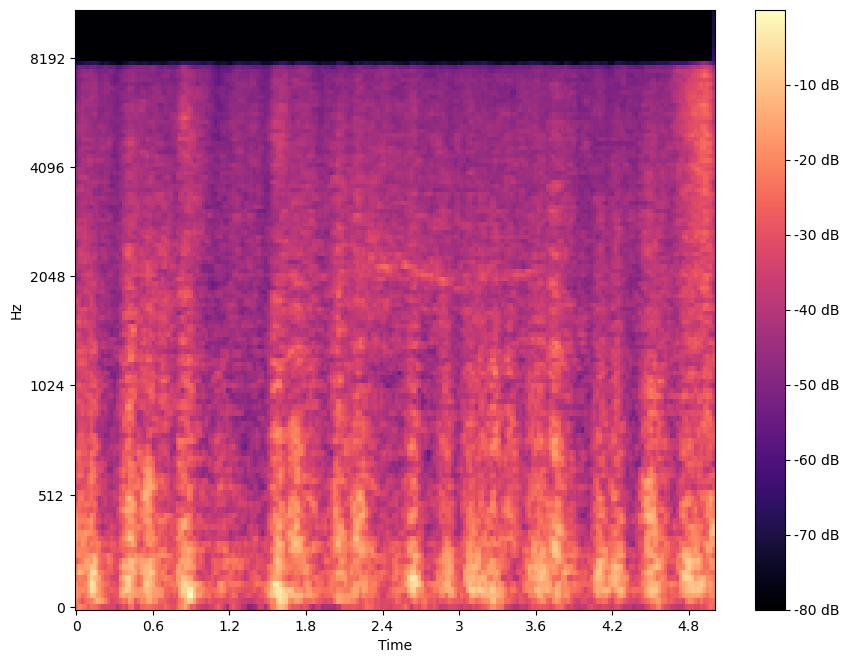 8192
4096
2048
1024
512
0
Hz
0 0.6 1.2 1.8 2.4 3 3.6 4.2 4.8
Time
-10 dB
-20 dB
-30 dB
-40 dB
-50 dB
-60 dB
-70 dB
-80 dB